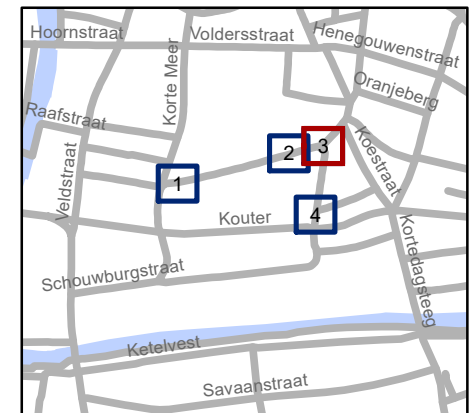 Hoornstraat
Voldersstraat
Henegouwenstraat
Oranjeberg
Korte Meer
Raafstraat
Veldstraat
Koestraat
1
2
3
4
Kouter
Kortedagsteeg
Schouwburgstraat
Ketelvest
Savaanstraat